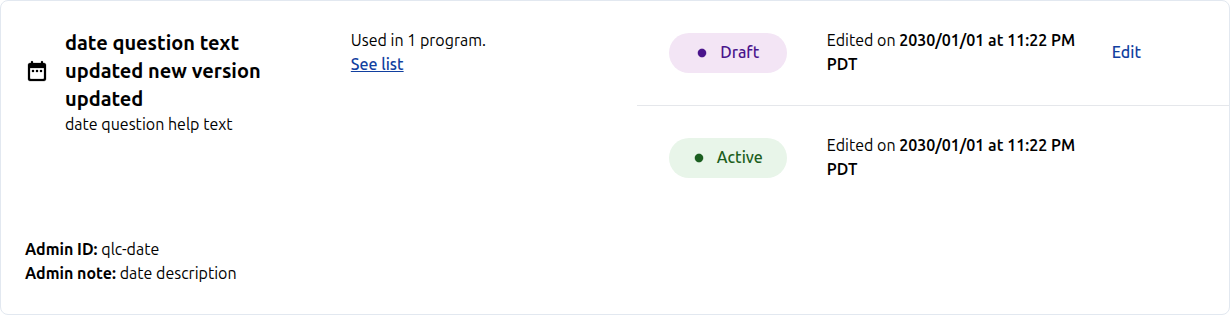 date question text
updated new version
updated
date question help text
Used in 1 program.
See list
Draft
Edited on 2030/01/01 at 11:22 PM
PDT
Edit
Active
Edited on 2030/01/01 at 11:22 PM
PDT
Admin ID: qlc-date
Admin note: date description